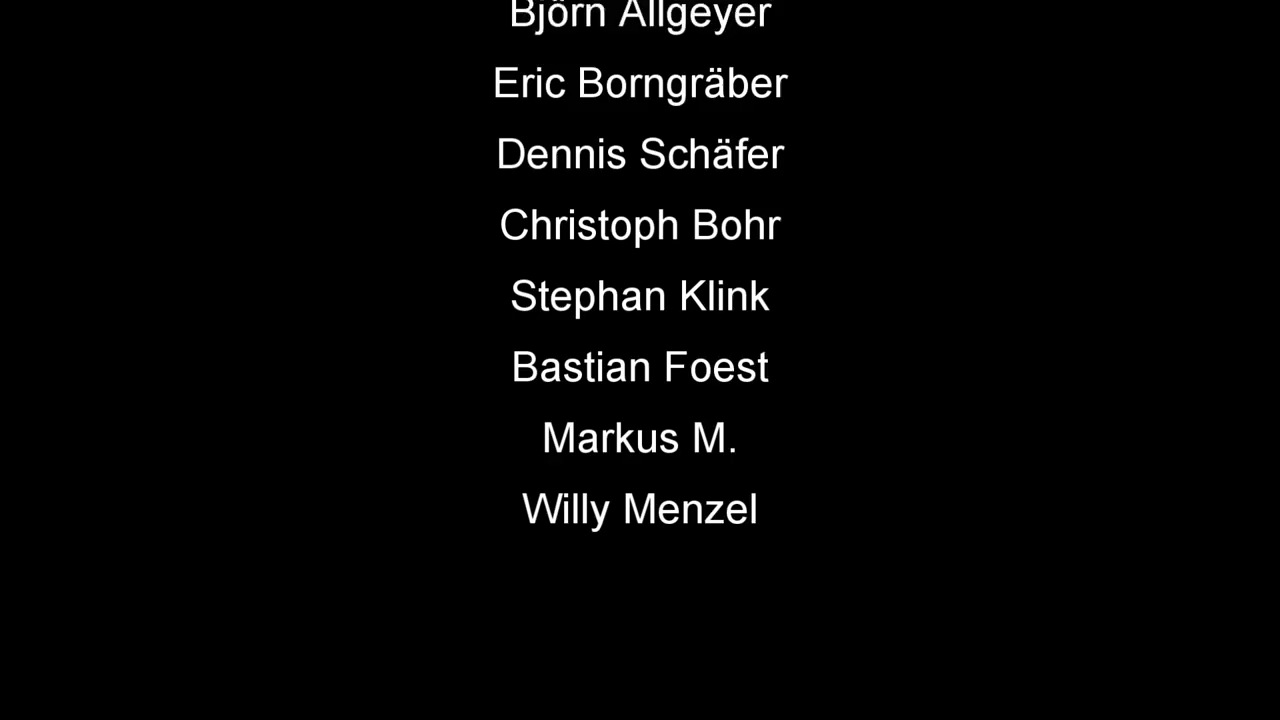 Björn Allgeyer
Eric Borngräber
Dennis Schäfer
Christoph Bohr
Stephan Klink
Bastian Foest
Markus M.
Willy Menzel